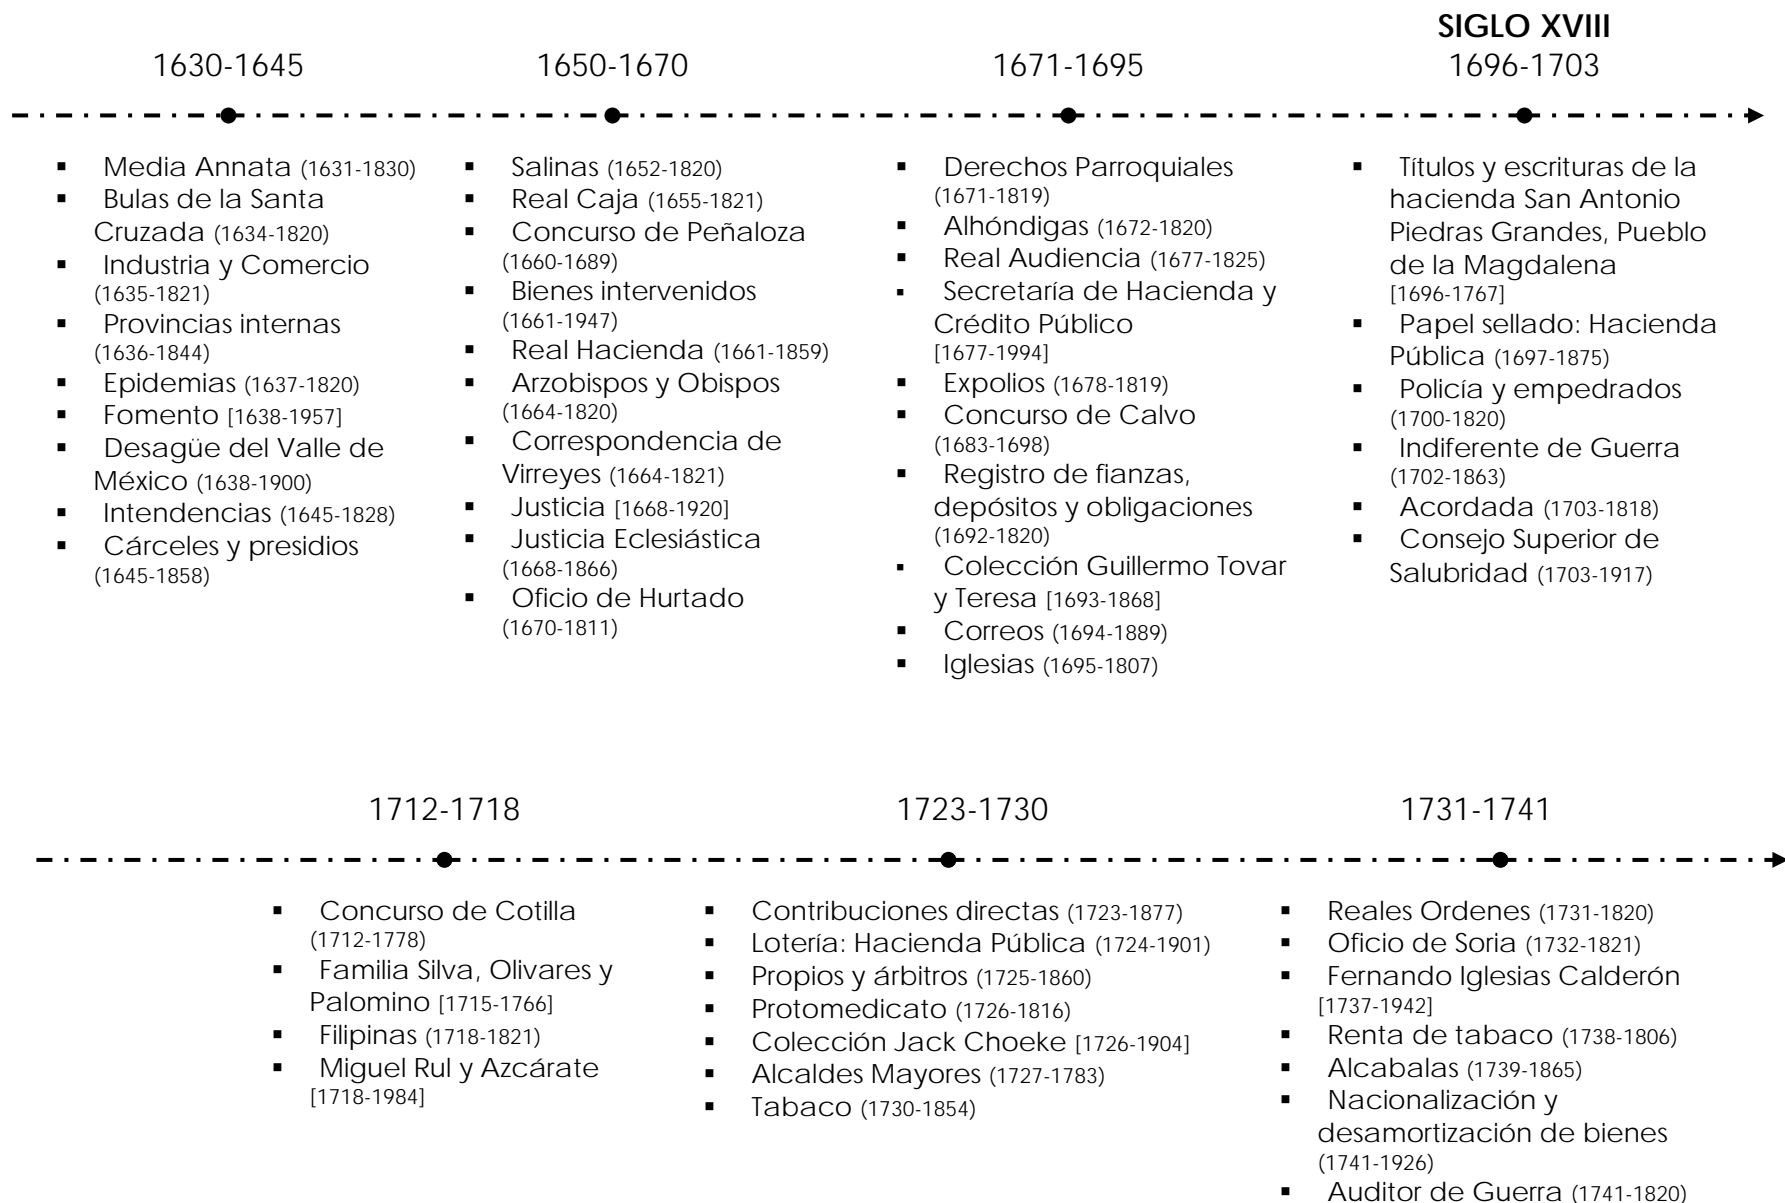 SIGLO XVIII
1630-1645
1650-1670
1671-1695
1696-1703
▪ Media Annata (1631-1830)
▪ Bulas de la Santa
Cruzada (1634-1820)
▪ Industria y Comercio
(1635-1821)
▪ Provincias internas
(1636-1844)
▪ Epidemias (1637-1820)
▪ Fomento [1638-1957]
▪ Desagüe del Valle de
México (1638-1900)
▪ Intendencias (1645-1828)
▪ Cárceles y presidios
(1645-1858)
▪ Salinas (1652-1820)
▪ Real Caja (1655-1821)
▪ Concurso de Peñaloza
(1660-1689)
▪ Bienes intervenidos
(1661-1947)
▪ Real Hacienda (1661-1859)
▪ Arzobispos y Obispos
(1664-1820)
▪ Correspondencia de
Virreyes (1664-1821)
▪ Justicia [1668-1920]
▪ Justicia Eclesiástica
(1668-1866)
▪ Oficio de Hurtado
(1670-1811)
▪ Derechos Parroquiales
(1671-1819)
▪ Alhóndigas (1672-1820)
▪ Real Audiencia (1677-1825)
▪ Secretaría de Hacienda y
Crédito Público
[1677-1994]
▪ Expolios (1678-1819)
▪ Concurso de Calvo
(1683-1698)
▪ Registro de fianzas,
depósitos y obligaciones
(1692-1820)
▪ Colección Guillermo Tovar
y Teresa [1693-1868]
▪ Correos (1694-1889)
▪ Iglesias (1695-1807)
▪ Títulos y escrituras de la
hacienda San Antonio
Piedras Grandes, Pueblo
de la Magdalena
[1696-1767]
▪ Papel sellado: Hacienda
Pública (1697-1875)
▪ Policía y empedrados
(1700-1820)
▪ Indiferente de Guerra
(1702-1863)
▪ Acordada (1703-1818)
▪ Consejo Superior de
Salubridad (1703-1917)
1712-1718
1723-1730
1731-1741
▪ Concurso de Cotilla
(1712-1778)
▪ Familia Silva, Olivares y
Palomino [1715-1766]
▪ Filipinas (1718-1821)
▪ Miguel Rul y Azcárate
[1718-1984]
▪ Contribuciones directas (1723-1877)
▪ Lotería: Hacienda Pública (1724-1901)
▪ Propios y árbitros (1725-1860)
▪ Protomedicato (1726-1816)
▪ Colección Jack Choeke [1726-1904]
▪ Alcaldes Mayores (1727-1783)
▪ Tabaco (1730-1854)
▪ Reales Ordenes (1731-1820)
▪ Oficio de Soria (1732-1821)
▪ Fernando Iglesias Calderón
[1737-1942]
▪ Renta de tabaco (1738-1806)
▪ Alcabalas (1739-1865)
▪ Nacionalización y
desamortización de bienes
(1741-1926)
▪ Auditor de Guerra (1741-1820)